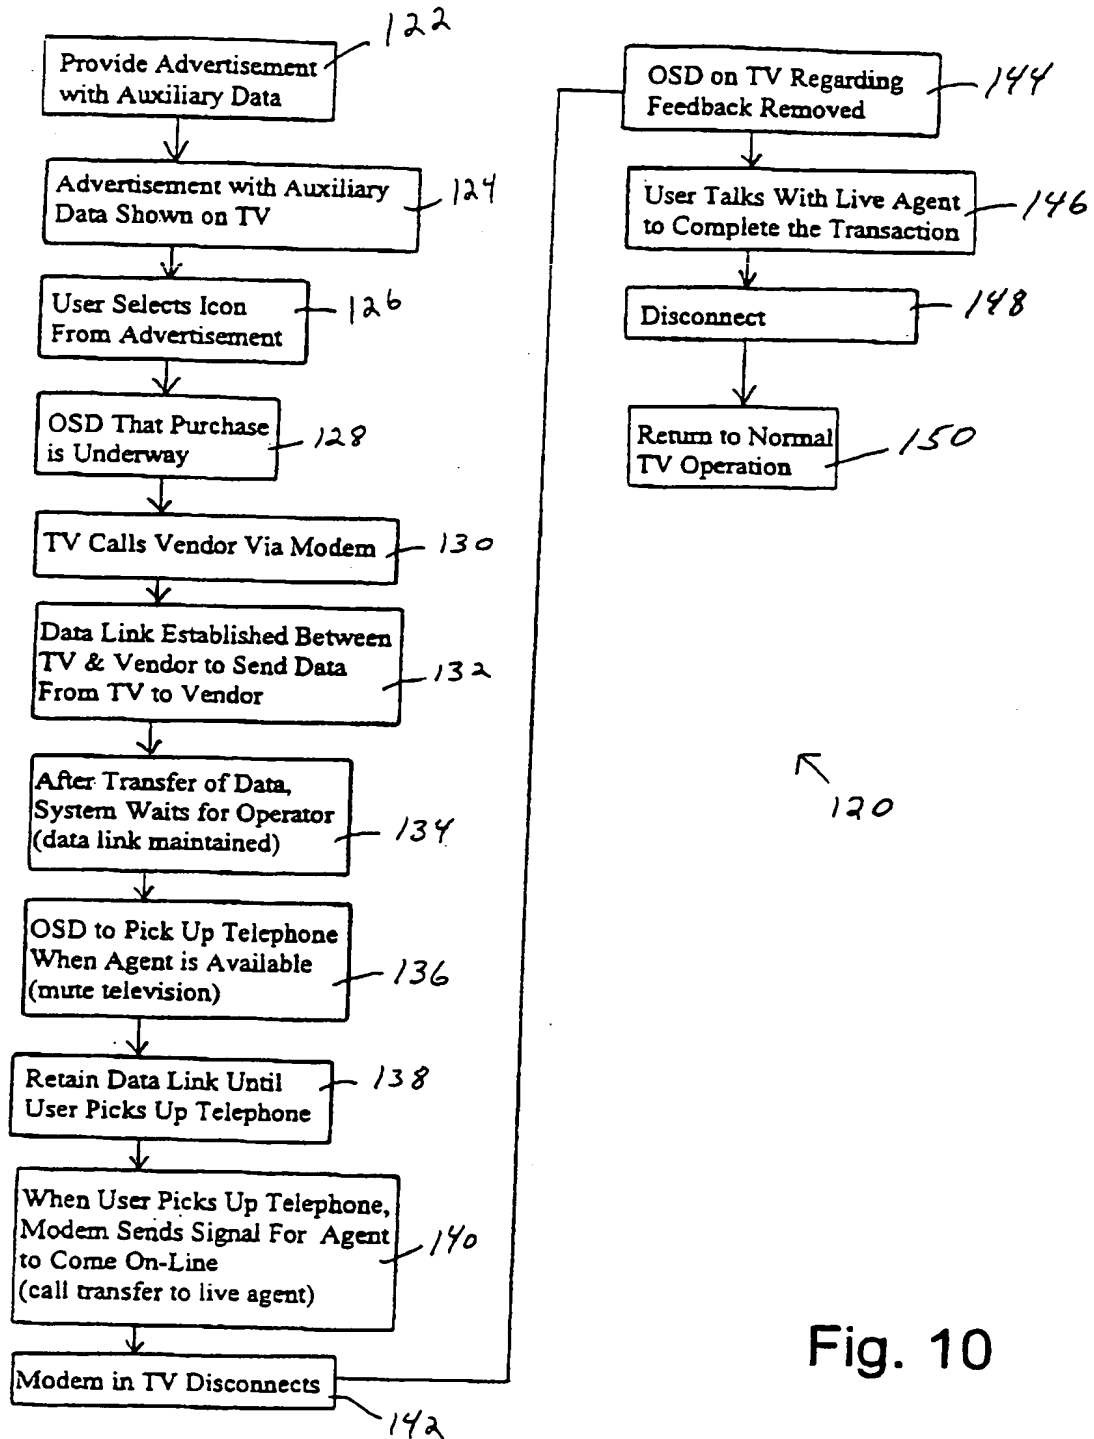 122
Provide Advertisement
with Auxiliary Data
Advertisement with Auxiliary
Data Shown on TV
124
User Selects Icon
From Advertisement
126
OSD That Purchase
is Underway
128
TV Calls Vendor Via Modem
130
Data Link Established Between
TV & Vendor to Send Data
From TV to Vendor
132
After Transfer of Data,
System Waits for Operator
(data link maintained)
134
OSD to Pick Up Telephone
When Agent is Available
(mute television)
136
Retain Data Link Until
User Picks Up Telephone
138
When User Picks Up Telephone,
Modem Sends Signal For Agent
to Come On-Line
(call transfer to live agent)
140
Modem in TV Disconnects
142
OSD on TV Regarding
Feedback Removed
144
User Talks With Live Agent
to Complete the Transaction
146
Disconnect
148
Return to Normal
TV Operation
150
120
Fig. 10